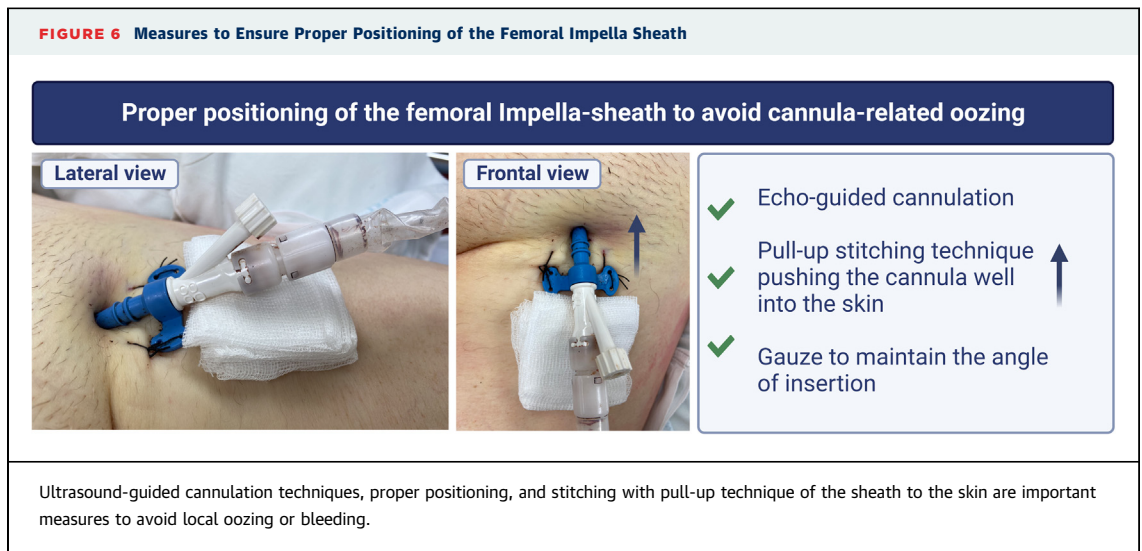 FIGURE 6 Measures to Ensure Proper Positioning of the Femoral Impella Sheath
Proper positioning of the femoral Impella-sheath to avoid cannula-related oozing
Lateral view
Frontal view
Echo-guided cannulation
Pull-up stitching technique
pushing the cannula well
into the skin
Gauze to maintain the angle
of insertion
Ultrasound-guided cannulation techniques, proper positioning, and stitching with pull-up technique of the sheath to the skin are important
measures to avoid local oozing or bleeding.